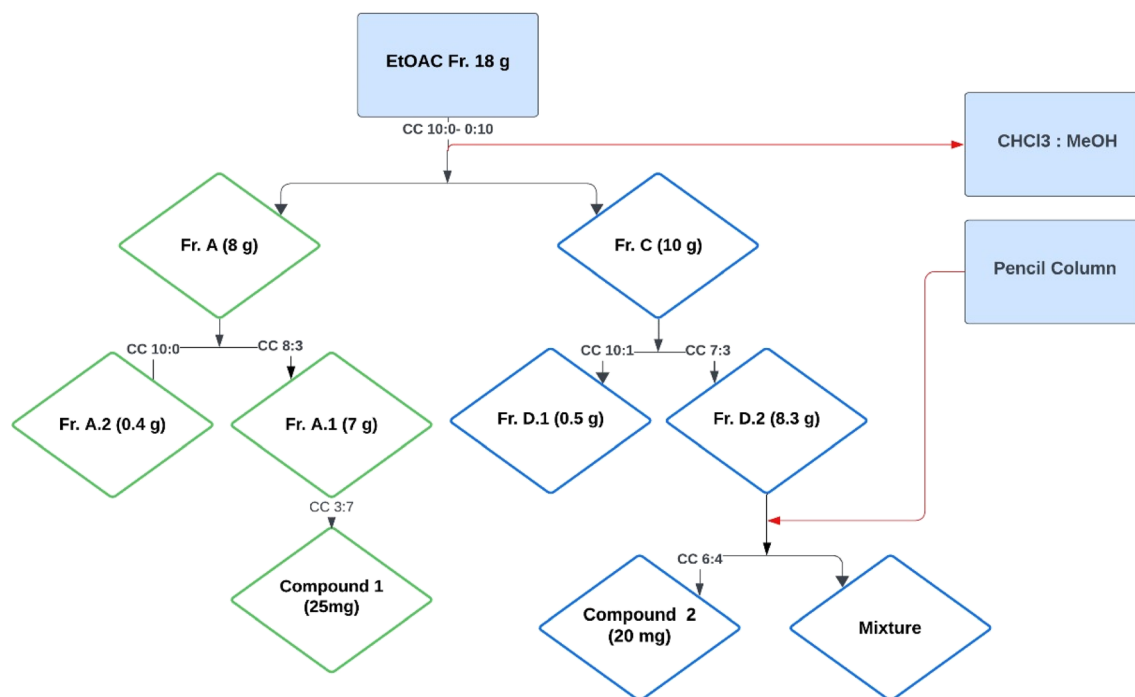 EtOAC Fr. 18 g
CC 10:0- 0:10
CHCl3 : MeOH
Fr. A (8 g)
Fr. C (10 g)
Pencil Column
CC 10:0
CC 8:3
CC 10:1
CC 7:3
Fr. A.2 (0.4 g)
Fr. A.1 (7 g)
Fr. D.1 (0.5 g)
Fr. D.2 (8.3 g)
CC 3:7
CC 6:4
Compound 1
(25mg)
Compound 2
(20 mg)
Mixture